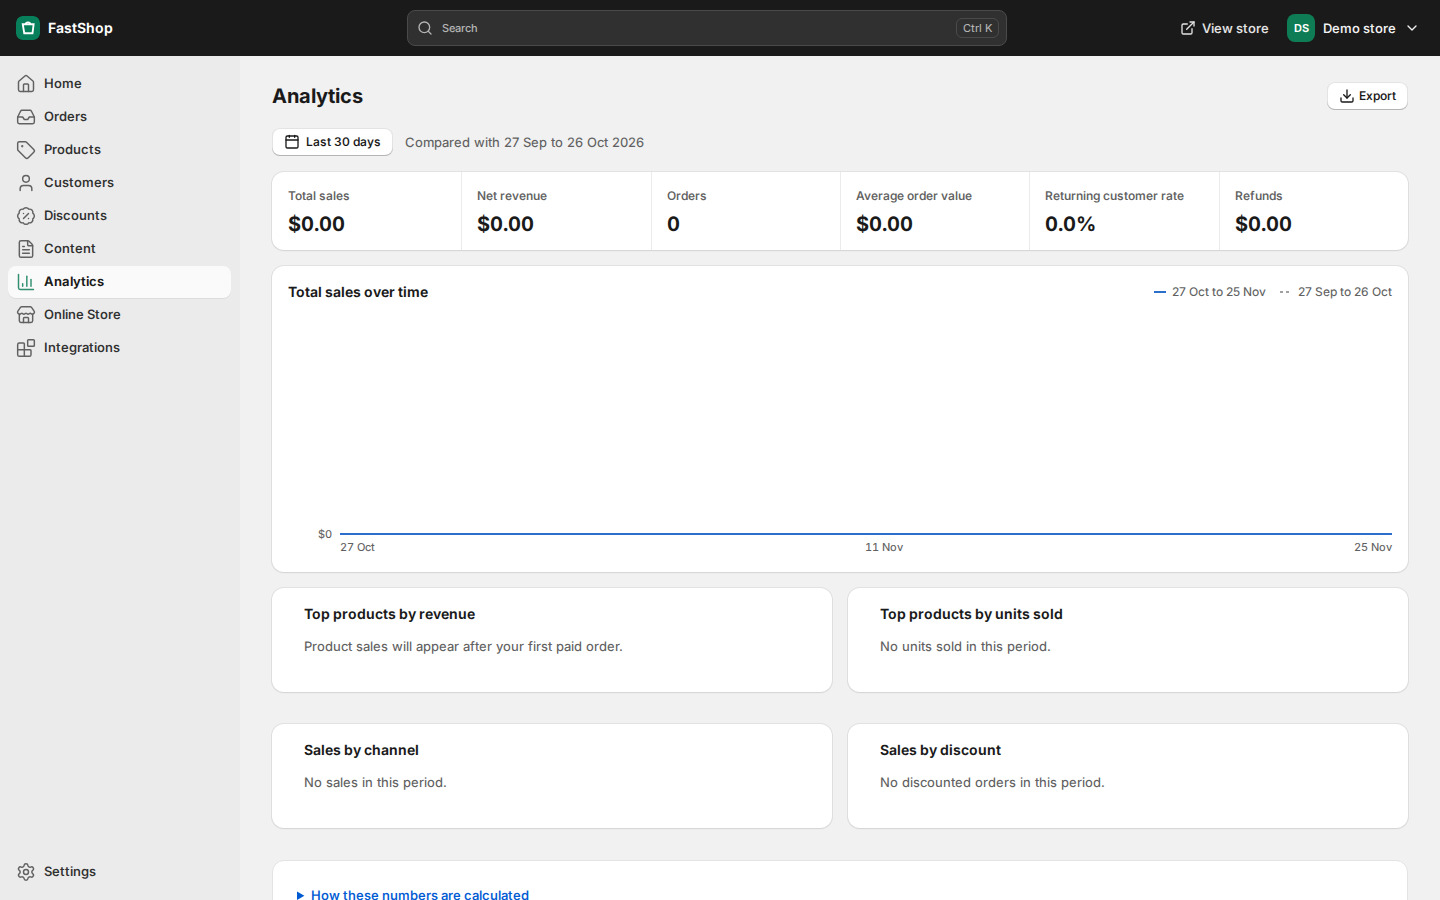 FastShop
Search
Ctrl K
View store
DS
Demo store
Home
Orders
Products
Customers
Discounts
Content
Analytics
Online Store
Integrations
Settings
Analytics
Export
Last 30 days
Compared with 27 Sep to 26 Oct 2026
Total sales
$0.00
Net revenue
$0.00
Orders
0
Average order value
$0.00
Returning customer rate
0.0%
Refunds
$0.00
Total sales over time
27 Oct to 25 Nov
27 Sep to 26 Oct
$0
27 Oct
11 Nov
25 Nov
Top products by revenue
Product sales will appear after your first paid order.
Top products by units sold
No units sold in this period.
Sales by channel
No sales in this period.
Sales by discount
No discounted orders in this period.
How these numbers are calculated